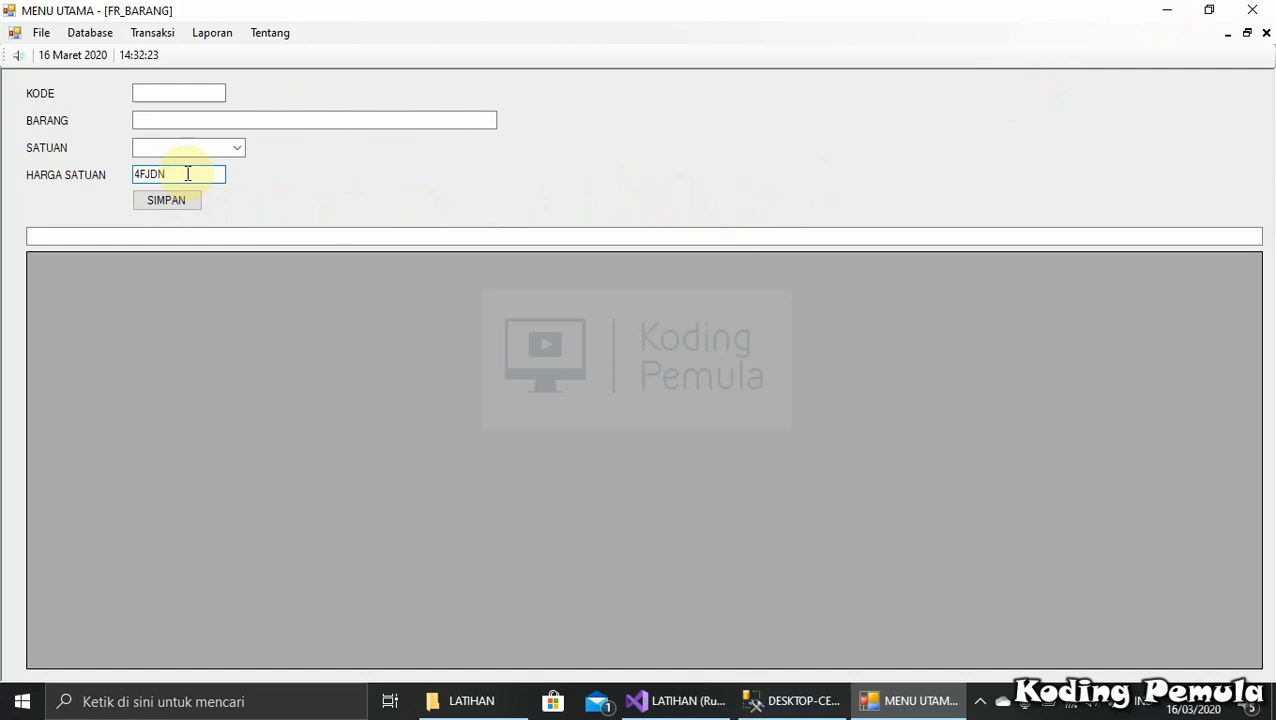 MENU UTAMA - [FR_BARANG]
File Database Transaksi Laporan Tentang
16 Maret 2020 14:32:23
KODE
BARANG
SATUAN
HARGA SATUAN 4FJDN
SIMPAN
Koding
Pemula
Ketik di sini untuk mencari LATIHAN 1 LATIHAN (Ru... DESKTOP-CE... MENU UTAM...
Koding Pemula
16/03/2020 5